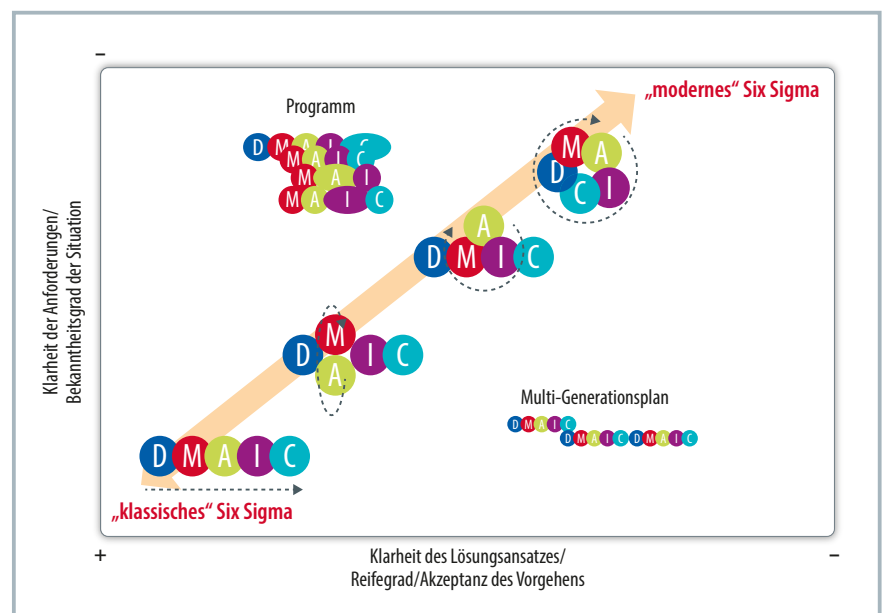 –
„modernes“ Six Sigma
Programm
D M A I C
M A I C
M A I
M A I C
M A
D C I
A
D M I C
M
D I C
A
Klarheit der Anforderungen/
Bekanntheitsgrad der Situation
Multi-Generationsplan
D M A I C
D M A I C D M A I C
D M A I C
„klassisches“ Six Sigma
+
Klarheit des Lösungsansatzes/
Reifegrad/Akzeptanz des Vorgehens
–